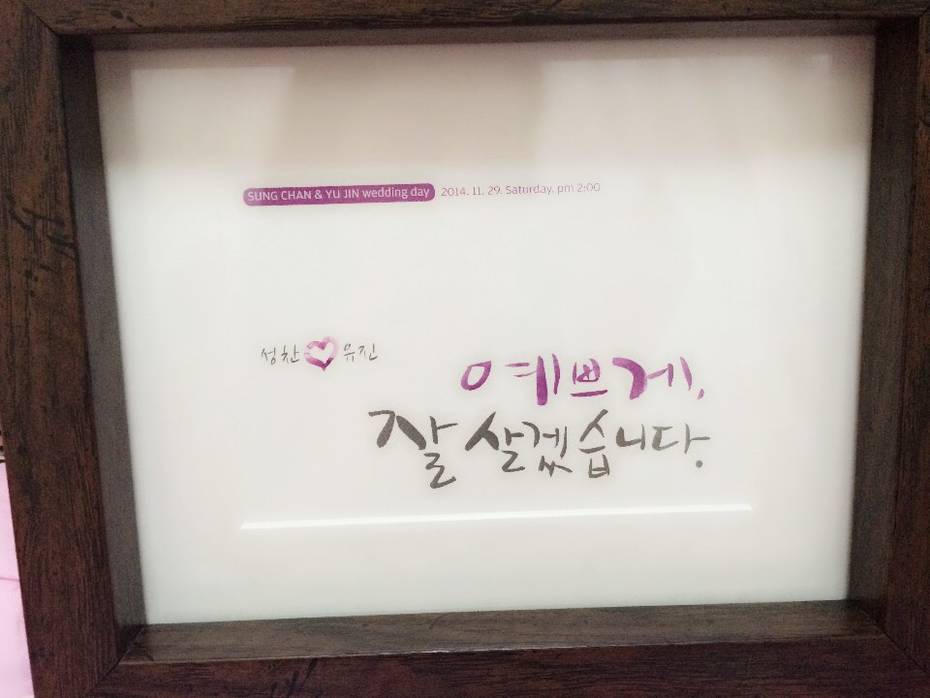 SUNG CHAN & YU JIN wedding day 2014. 11. 29. Saturday, pm 2:00
성찬 유진
예쁘게,
잘 살겠습니다.